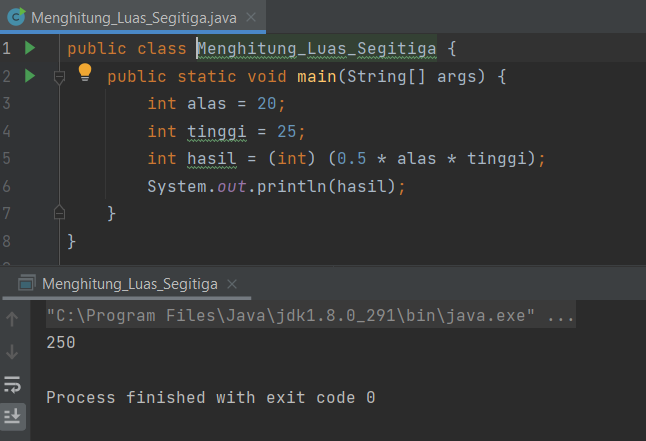 Menghitung_Luas_Segitiga.java
1 public class Menghitung_Luas_Segitiga {
2 public static void main(String[] args) {
3 int alas = 20;
4 int tinggi = 25;
5 int hasil = (int) (0.5 * alas * tinggi);
6 System.out.println(hasil);
7 }
8 }
Menghitung_Luas_Segitiga
"C:\Program Files\Java\jdk1.8.0_291\bin\java.exe" ...
250
Process finished with exit code 0